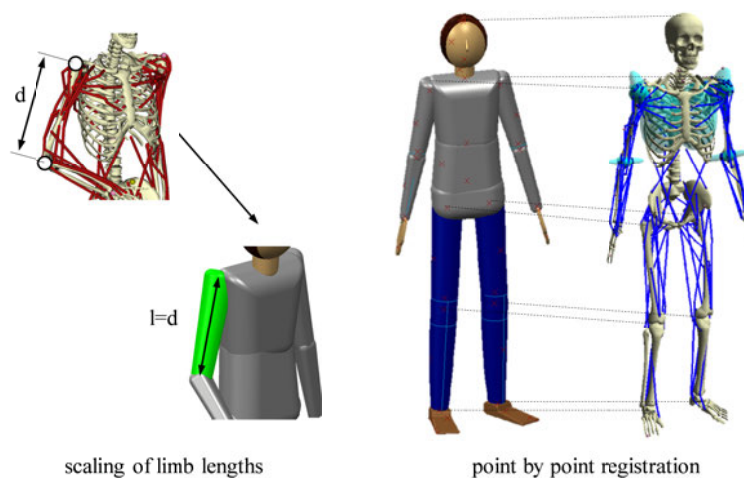 d
l=d
scaling of limb lengths
point by point registration